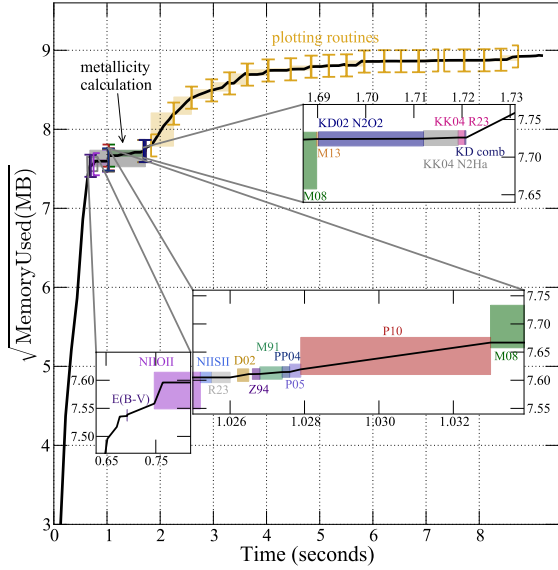 9
8
7
6
5
4
3
√MemoryUsed(MB)
plotting routines
metallicity
calculation
1.69 1.70 1.71 1.72 1.73
KD02 N2O2 KK04 R23
M13 KD comb
KK04 N2Ha
M08
7.75
7.70
7.65
P10
M91 PP04
NIIOII NIISII D02 M08
R23 Z94 P05
E(B-V)
7.60
7.55
7.50
7.75
7.70
7.65
7.60
7.55
0.65 0.75
1.026 1.028 1.030 1.032
0 1 2 3 4 5 6 7 8
Time (seconds)